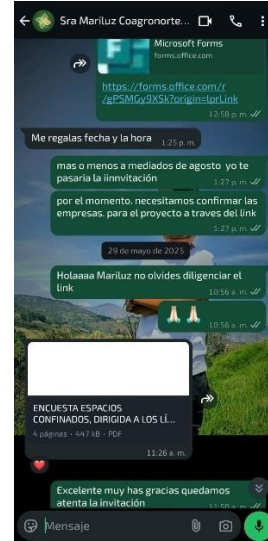 Sra Mariluz Coagronorte...
Microsoft Forms
forms.office.com
https://forms.office.com/r
/gPSMGy9XSk?origin=lprLink
12:58 p. m.
Me regalas fecha y la hora
1:25 p. m.
mas o menos a mediados de agosto yo te
pasaria la iinnvitación
1:27 p. m.
por el momento. necesitamos confirmar las
empresas. para el proyecto a traves del link
1:27 p. m.
29 de mayo de 2025
Holaaaa Mariluz no olvides diligenciar el
link
10:56 a. m.
10:56 a. m.
ENCUESTA ESPACIOS
CONFINADOS, DIRIGIDA A LOS LÍ...
4 páginas • 447 kB • PDF
11:26 a. m.
Excelente muy has gracias quedamos
atenta la invitación
11:50 a. m.
Mensaje